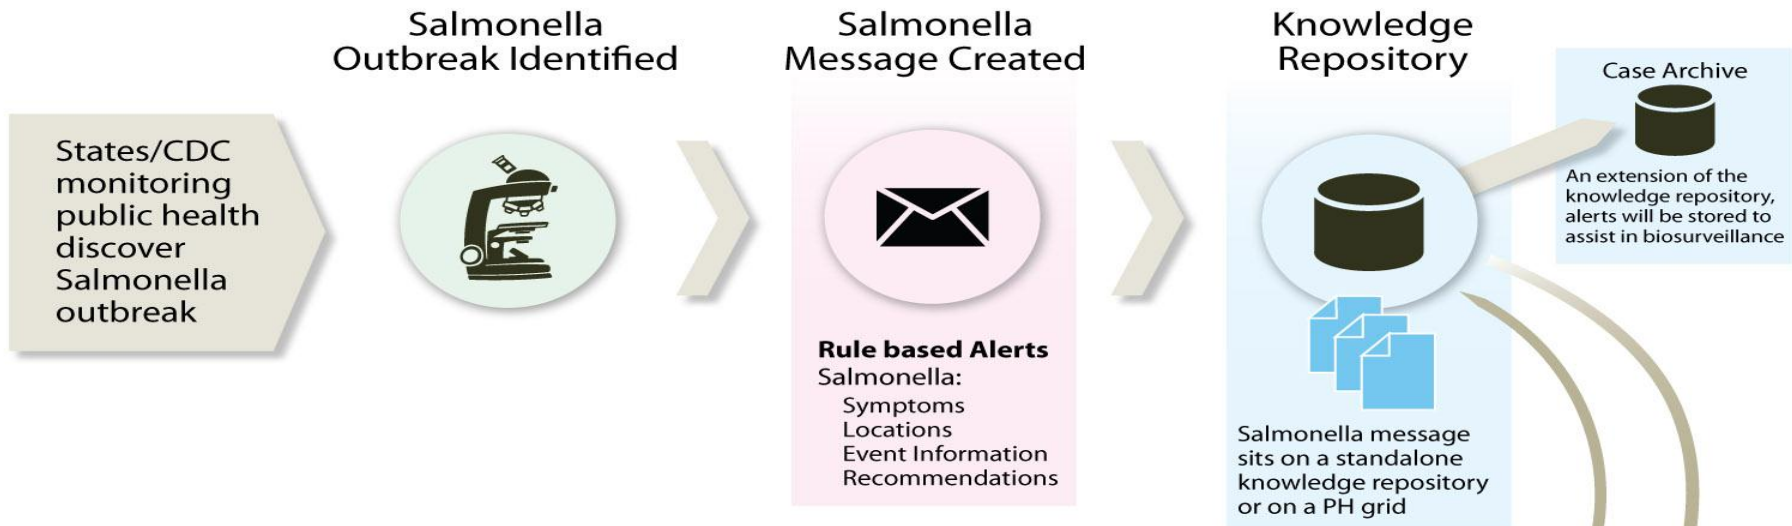 States/CDC
monitoring
public health
discover
Salmonella
outbreak
Salmonella
Outbreak Identified
Salmonella
Message Created
Rule based Alerts
Salmonella:
Symptoms
Locations
Event Information
Recommendations
Knowledge
Repository
Salmonella message
sits on a standalone
knowledge repository
or on a PH grid
Case Archive
An extension of the
knowledge repository,
alerts will be stored to
assist in biosurveillance